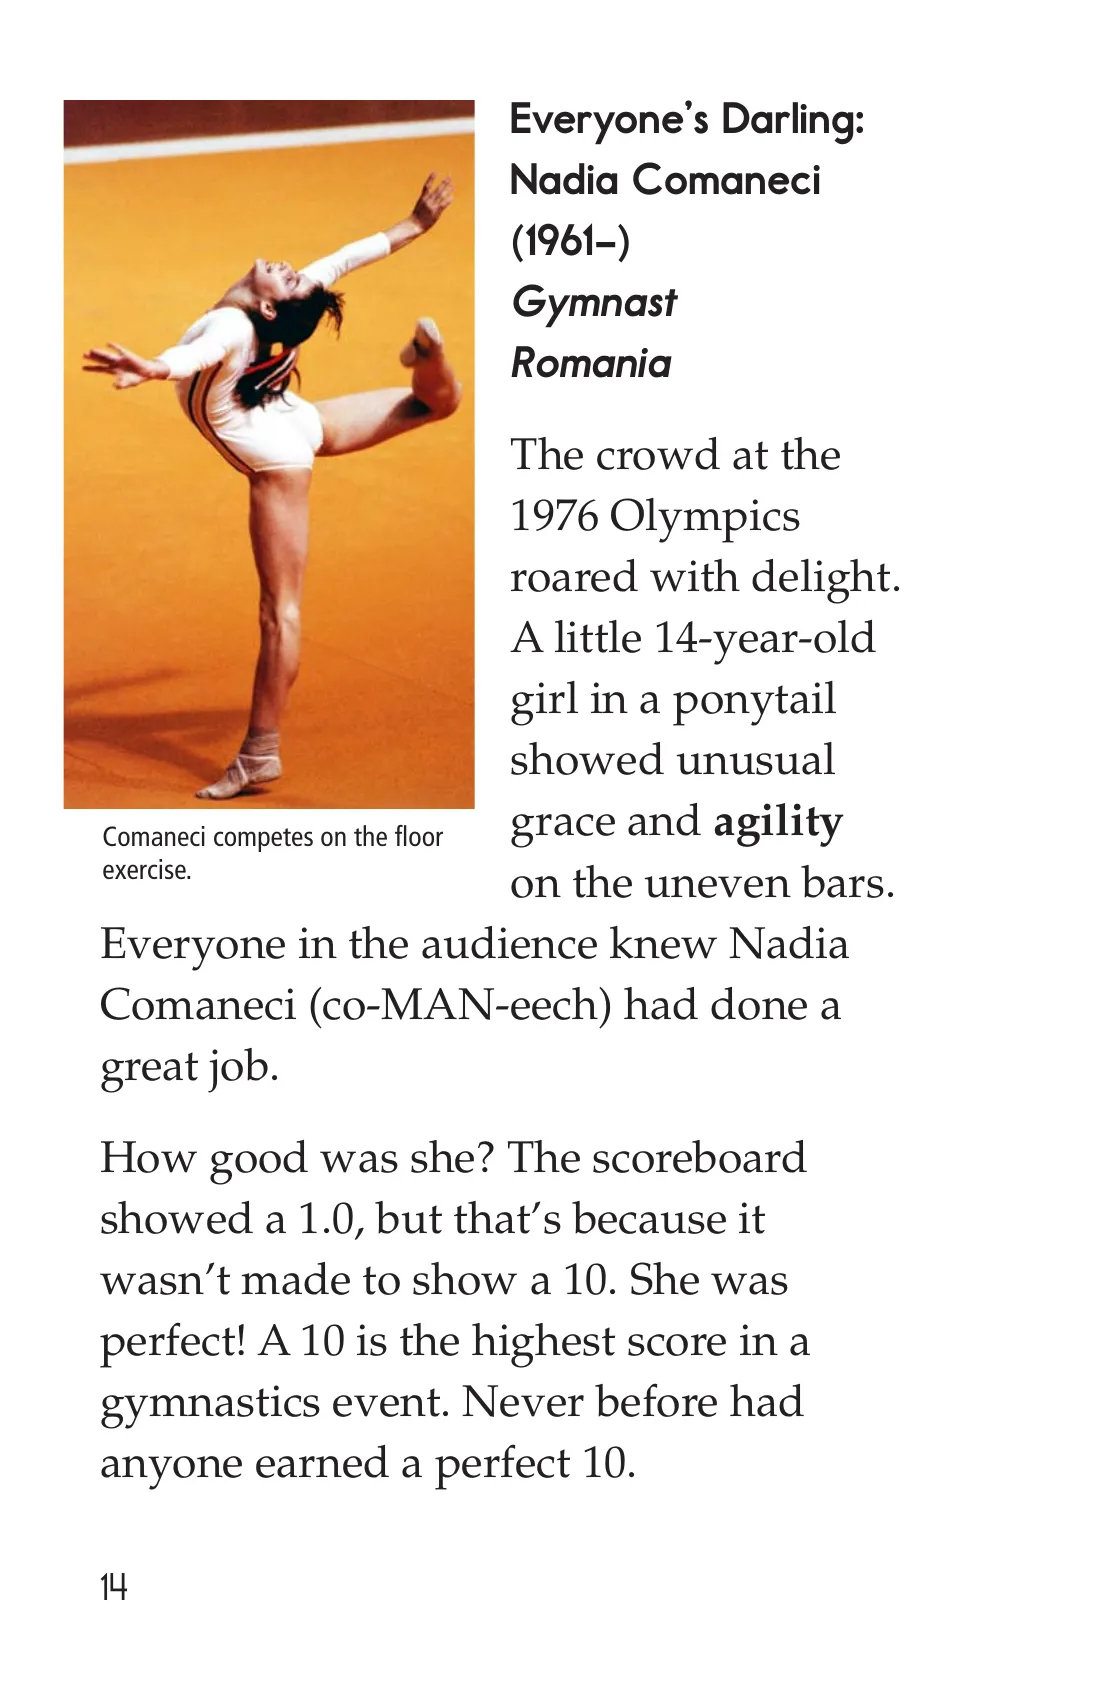 Everyone’s Darling:
Nadia Comaneci
(1961–)
Gymnast
Romania
The crowd at the
1976 Olympics
roared with delight.
A little 14-year-old
girl in a ponytail
showed unusual
grace and agility
on the uneven bars.
Comaneci competes on the floor
exercise.
Everyone in the audience knew Nadia
Comaneci (co-MAN-eech) had done a
great job.
How good was she? The scoreboard
showed a 1.0, but that’s because it
wasn’t made to show a 10. She was
perfect! A 10 is the highest score in a
gymnastics event. Never before had
anyone earned a perfect 10.
14